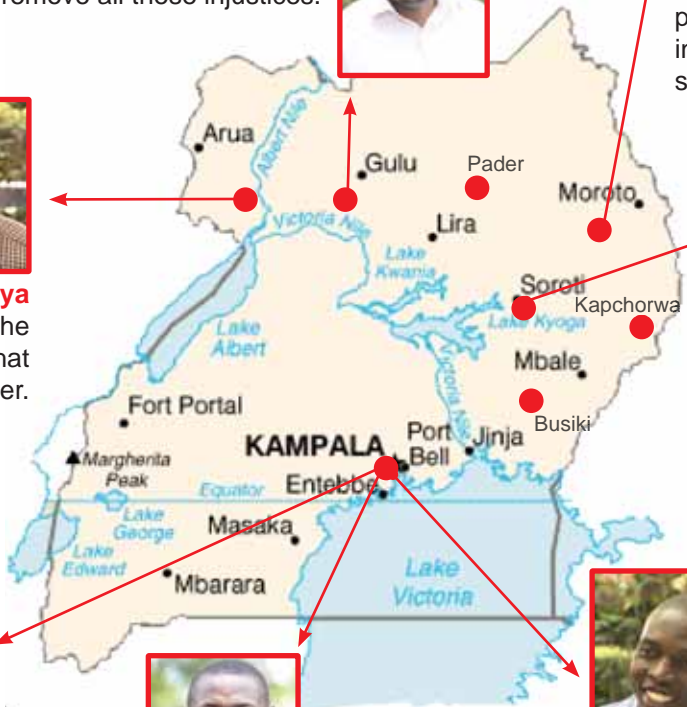 remove all these injustices.
p
in
s
ya
he
hat
er.
Arua
Albert Nile
Gulu
Pader
Moroto
Victoria Nile
Lira
Lake
Kwania
Soroti
Kapchorwa
Lake Kyoga
Lake
Albert
Mbale
Victoria Nile
Fort Portal
Busiki
KAMPALA
Port
Bell
Jinja
Margherita
Peak
Equator
Entebbe
Lake
George
Masaka
Lake
Edward
Mbarara
Lake
Victoria